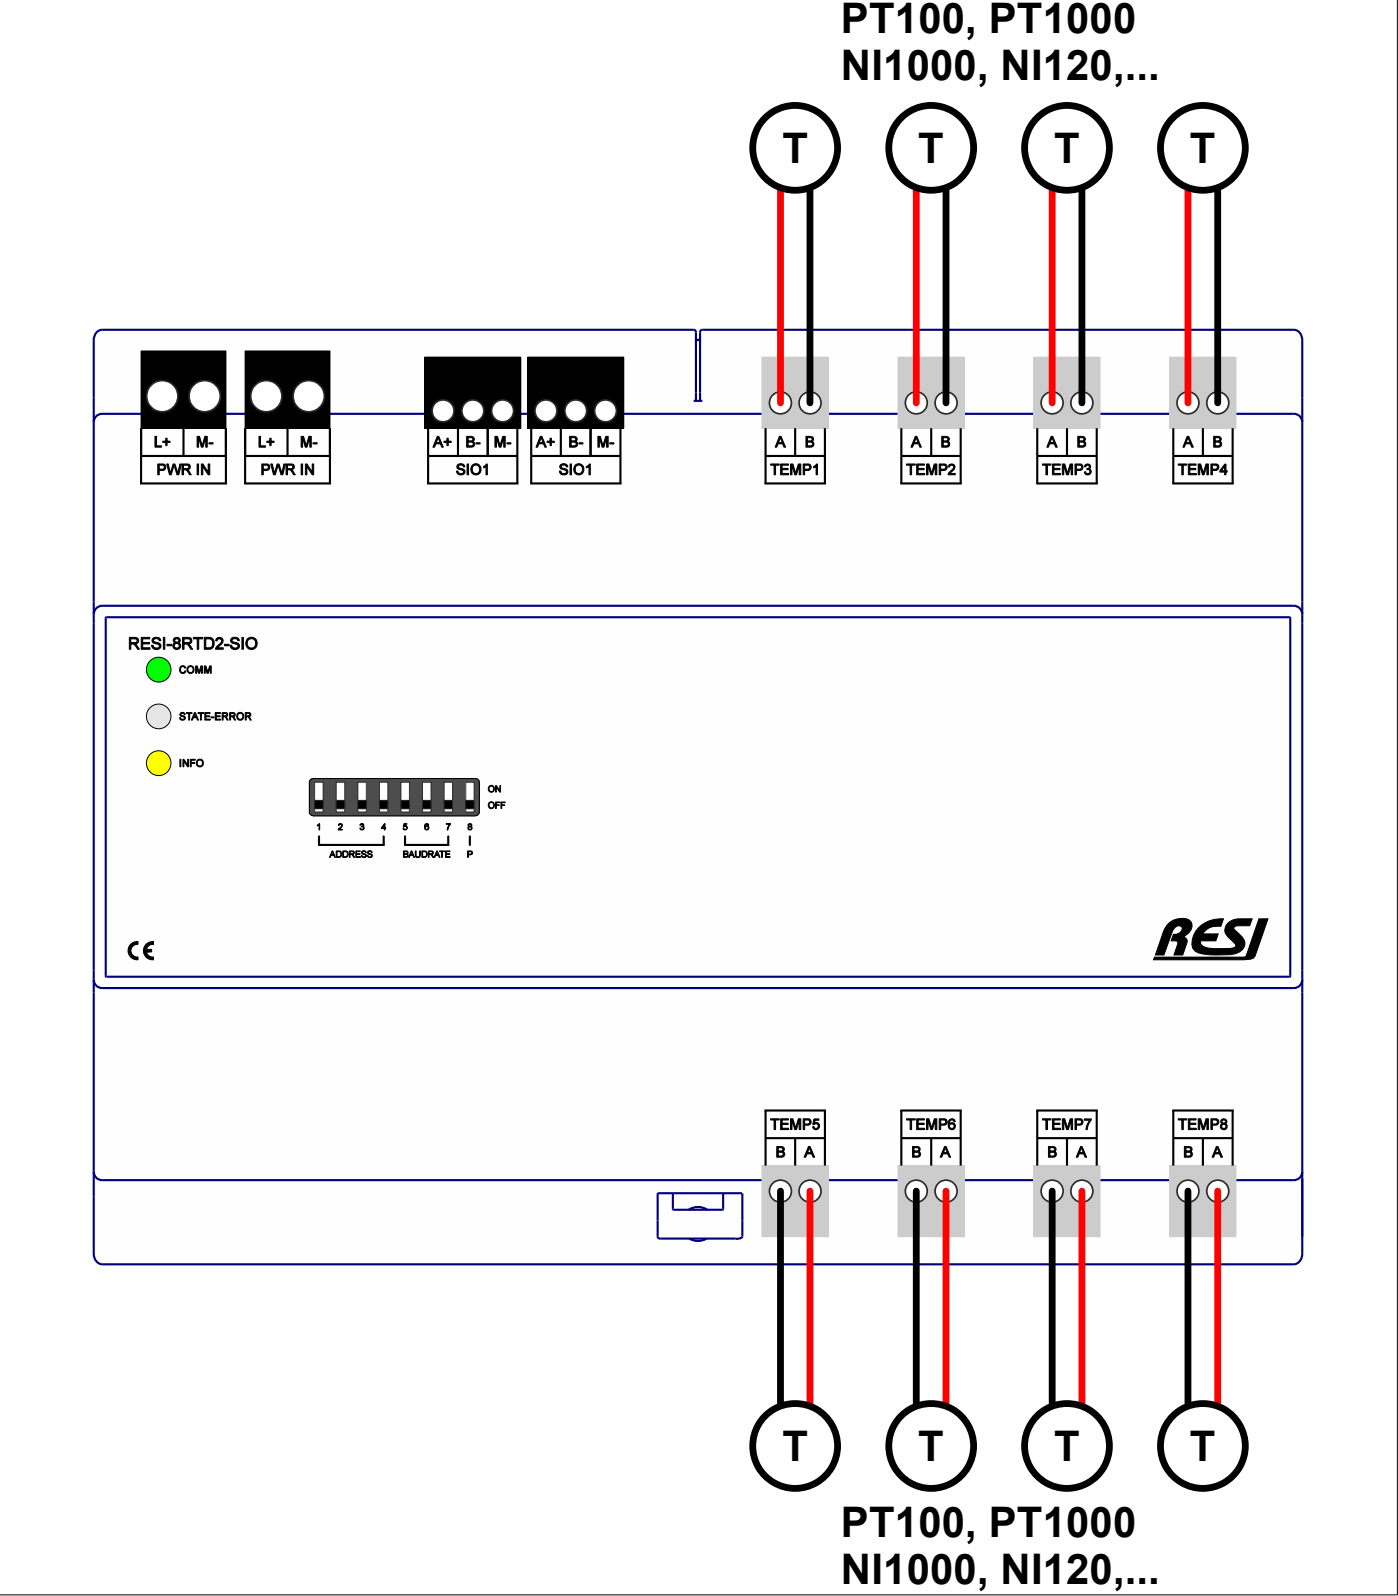 PT100, PT1000
NI1000, NI120,...
T T T T
L+ M- L+ M- A+ B- M- A+ B- M- A B A B A B A B
PWR IN PWR IN SIO1 SIO1 TEMP1 TEMP2 TEMP3 TEMP4
RESI-8RTD2-SIO
COMM
STATE-ERROR
INFO
ON
OFF
1 2 3 4 5 6 7 8
ADDRESS BAUDRATE P
CE RESI
TEMP5 TEMP6 TEMP7 TEMP8
B A B A B A B A
T T T T
PT100, PT1000
NI1000, NI120,...